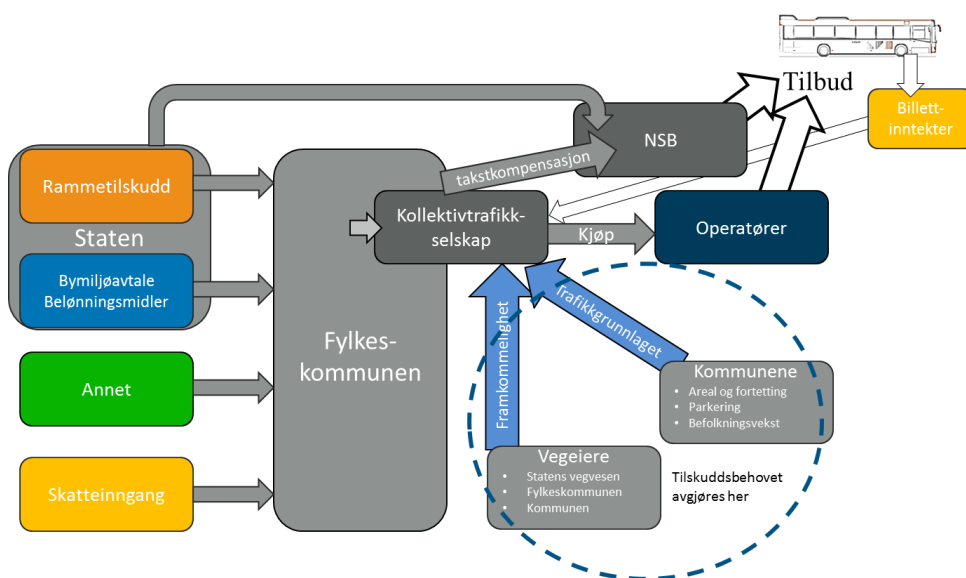 Tilbud
Billett-
inntekter
NSB
takstkompensasjon
Rammetilskudd
Staten
Bymiljøavtale
Belønningsmidler
Kollektivtrafikk-
selskap
Kjøp
Operatører
Fylkes-
kommunen
Annet
Skatteinngang
Framkommelighet
Trafikkgrunnlaget
Kommunene
• Areal og fortetting
• Parkering
• Befolkningsvekst
Vegeiere
• Statens vegvesen
• Fylkeskommunen
• Kommunen
Tilskuddsbehovet
avgjøres her